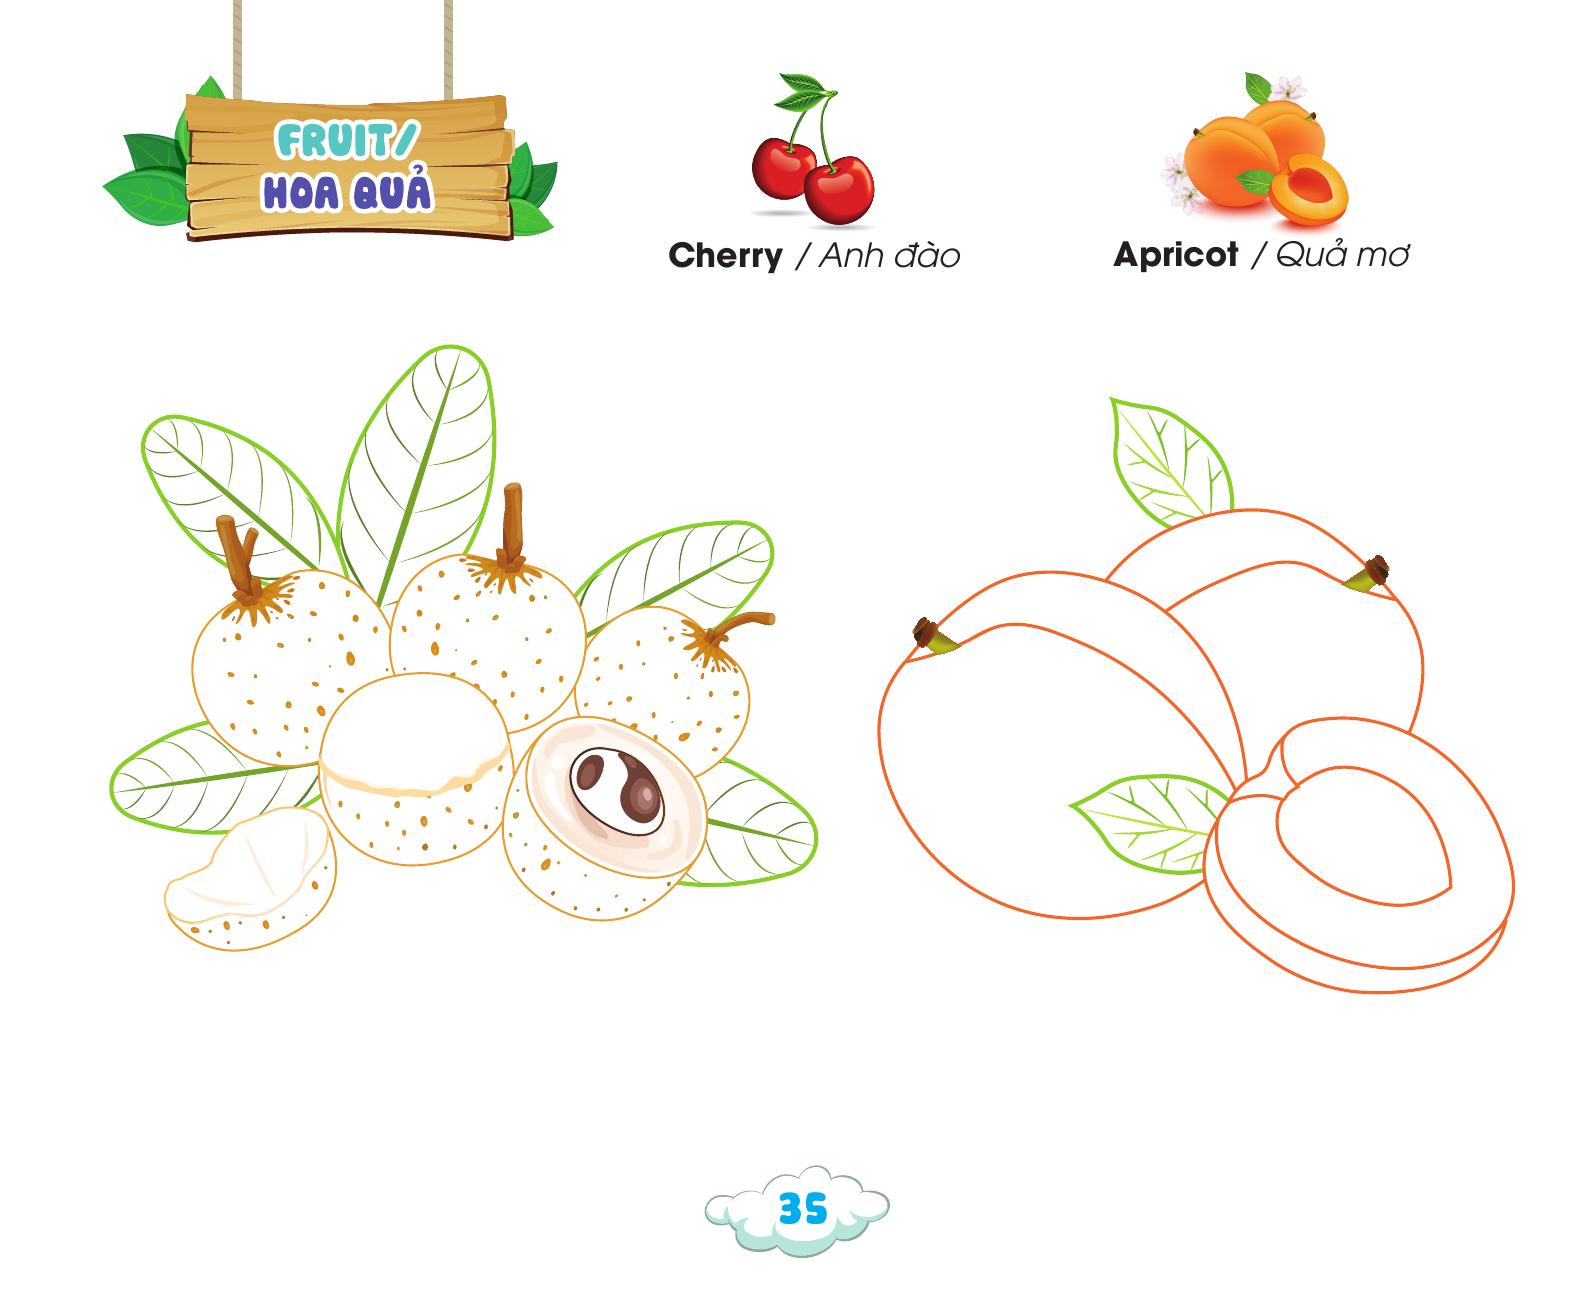 FRUIT/
HOA QUẢ
Cherry / Anh đào
Apricot / Quả mơ
35